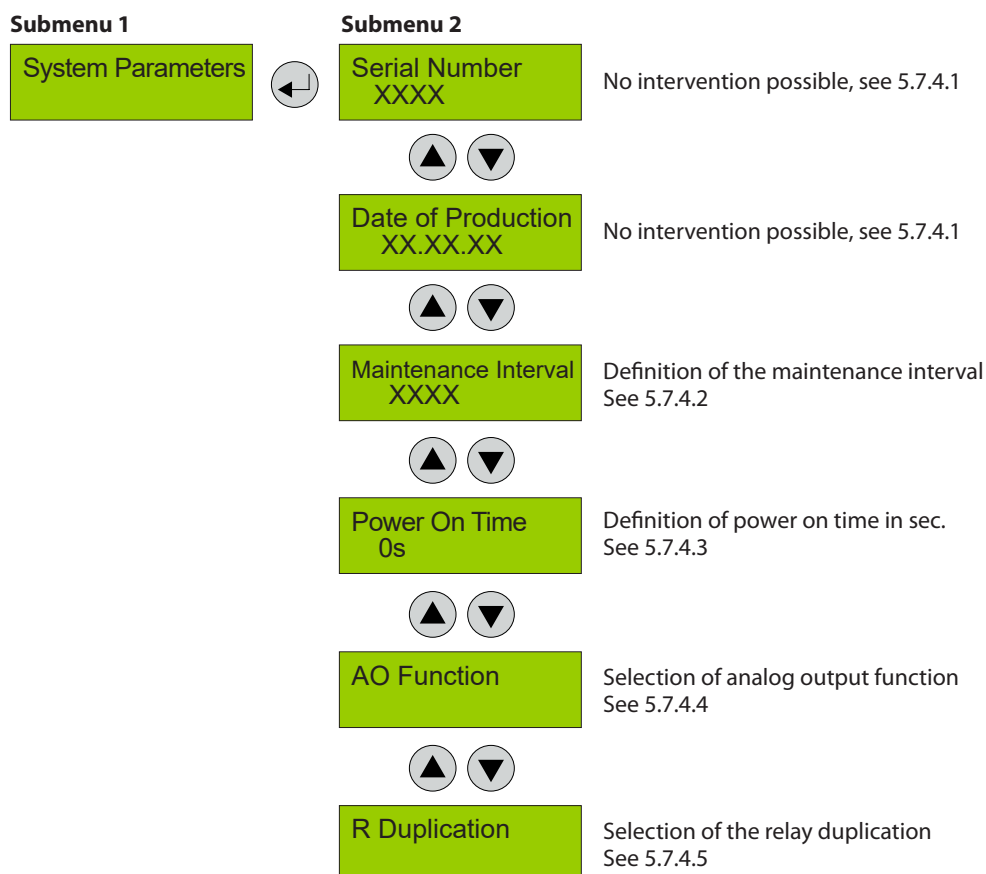 Submenu 1
Submenu 2
System Parameters
Serial Number
XXXX
No intervention possible, see 5.7.4.1
Date of Production
XX.XX.XX
No intervention possible, see 5.7.4.1
Maintenance Interval
XXXX
Definition of the maintenance interval
See 5.7.4.2
Power On Time
0s
Definition of power on time in sec.
See 5.7.4.3
AO Function
Selection of analog output function
See 5.7.4.4
R Duplication
Selection of the relay duplication
See 5.7.4.5